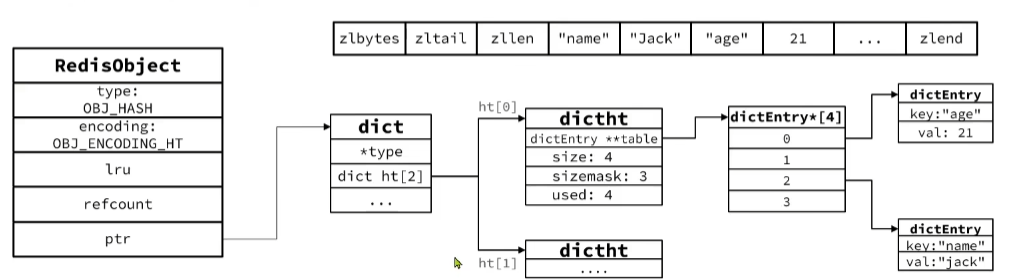 zlbytes zltail zllen "name" "Jack" "age" 21 ... zlend
RedisObject
type:
OBJ_HASH
encoding:
OBJ_ENCODING_HT
lru
refcount
ptr
dict
*type
dict ht[2]
...
ht[0]
dictht
dictEntry **table
size: 4
sizemask: 3
used: 4
ht[1]
dictht
....
dictEntry*[4]
0
1
2
3
dictEntry
key:"age"
val: 21
dictEntry
key:"name"
val:"jack"